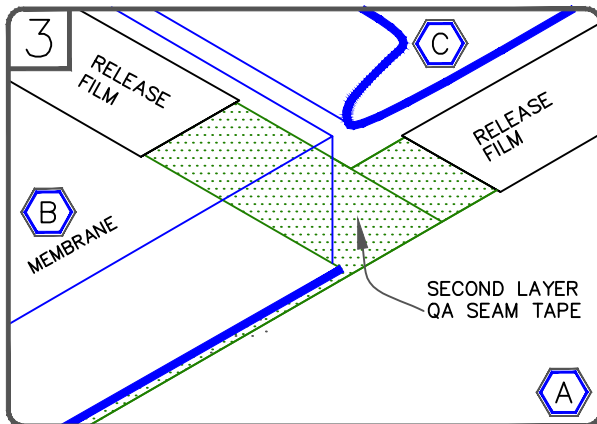 3
C
RELEASE
FILM
RELEASE
FILM
B
MEMBRANE
SECOND LAYER
QA SEAM TAPE
A